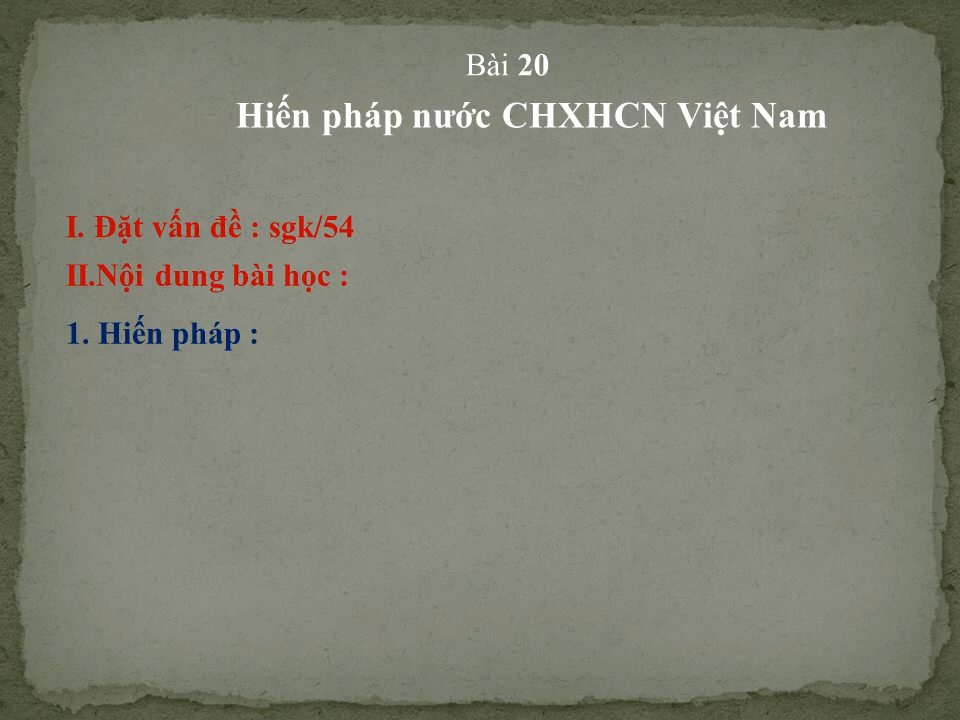 Bài 20
Hiến pháp nước CHXHCN Việt Nam
I. Đặt vấn đề : sgk/54
II.Nội dung bài học :
1. Hiến pháp :